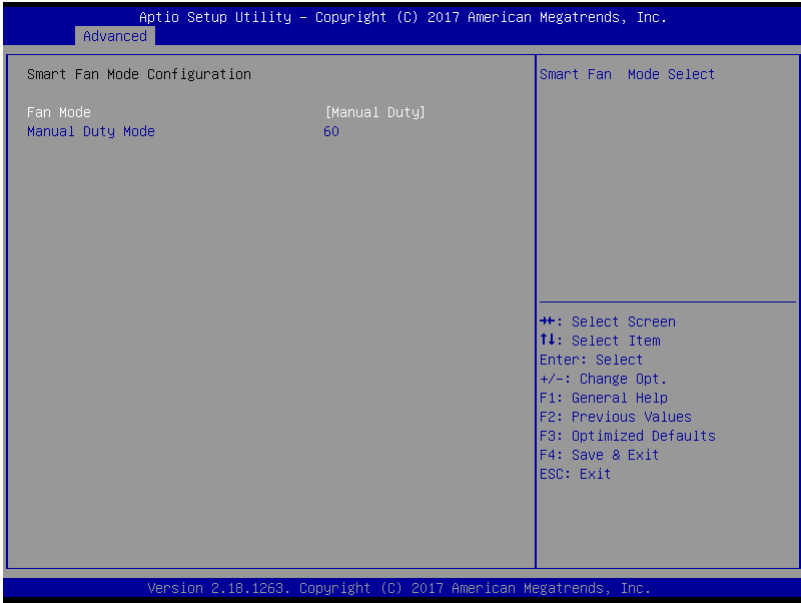 Aptio Setup Utility – Copyright (C) 2017 American Megatrends, Inc.
Advanced
Smart Fan Mode Configuration
Fan Mode [Manual Duty]
Manual Duty Mode 60
Smart Fan  Mode Select
→←: Select Screen
↑↓: Select Item
Enter: Select
+/-: Change Opt.
F1: General Help
F2: Previous Values
F3: Optimized Defaults
F4: Save & Exit
ESC: Exit
Version 2.18.1263. Copyright (C) 2017 American Megatrends, Inc.